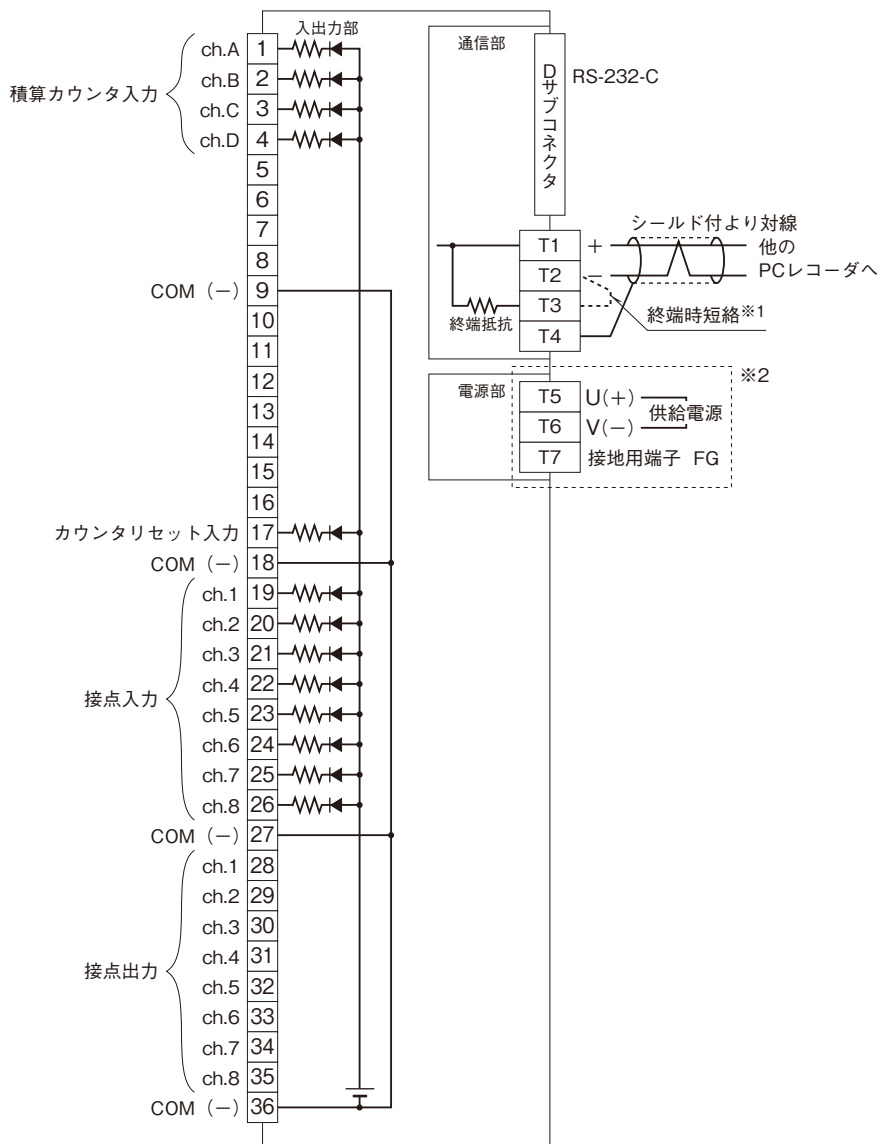 入出力部
積算カウンタ入力
ch.A 1
ch.B 2
ch.C 3
ch.D 4
5
6
7
8
COM（－） 9
10
11
12
13
14
15
16
カウンタリセット入力 17
COM（－） 18
接点入力
ch.1 19
ch.2 20
ch.3 21
ch.4 22
ch.5 23
ch.6 24
ch.7 25
ch.8 26
COM（－） 27
接点出力
ch.1 28
ch.2 29
ch.3 30
ch.4 31
ch.5 32
ch.6 33
ch.7 34
ch.8 35
COM（－） 36
通信部
Dサブコネクタ
RS-232-C
シールド付より対線
他の
PCレコーダへ
T1 ＋
T2 －
T3
T4
終端抵抗
終端時短絡※1
※2
電源部
T5 U(＋)
T6 V(－)
供給電源
T7 接地用端子 FG